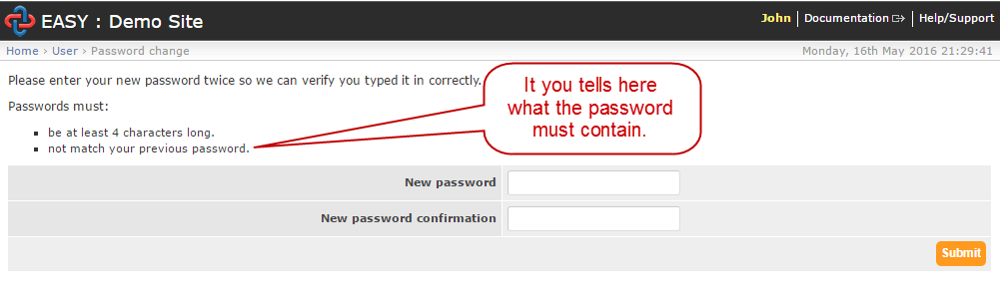 EASY : Demo Site
John Documentation Help/Support
Home › User › Password change
Monday, 16th May 2016 21:29:41
Please enter your new password twice so we can verify you typed it in correctly.
Passwords must:
be at least 4 characters long.
not match your previous password.
It you tells here
what the password
must contain.
New password
New password confirmation
Submit